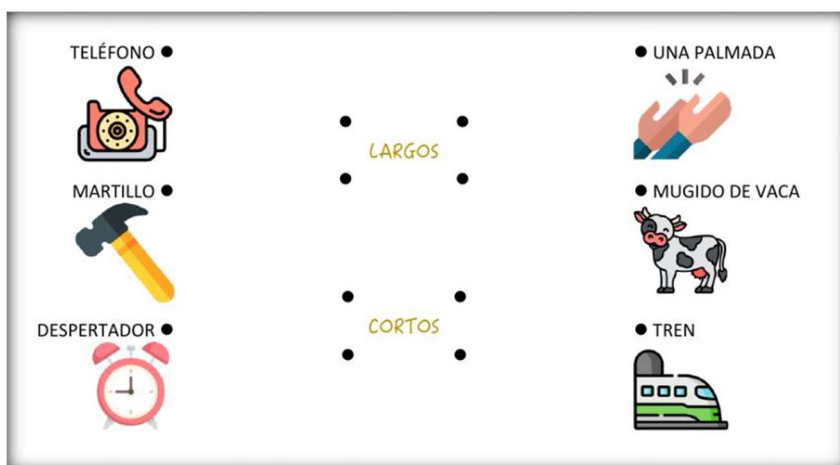 TELÉFONO
UNA PALMADA
LARGOS
MARTILLO
MUGIDO DE VACA
CORTOS
DESPERTADOR
TREN